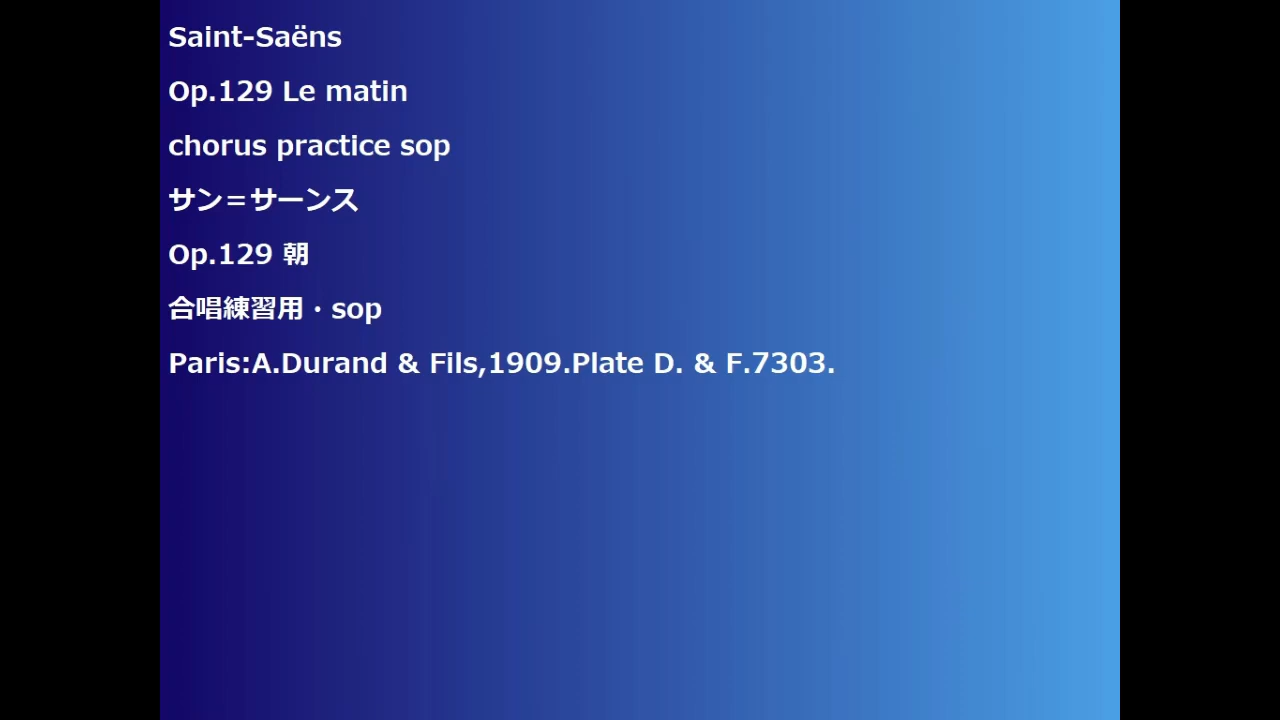 Saint-Saëns
Op.129 Le matin
chorus practice sop
サン＝サーンス
Op.129 朝
合唱練習用・sop
Paris:A.Durand & Fils,1909.Plate D. & F.7303.